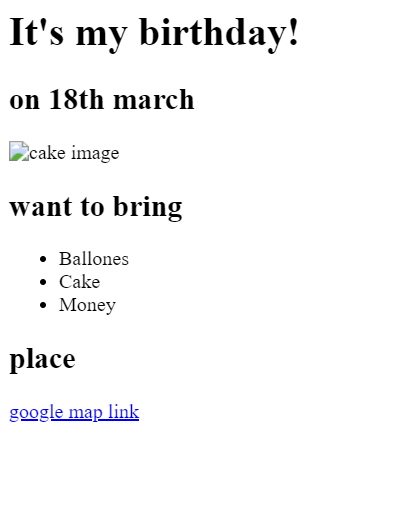 It's my birthday!
on 18th march
cake image
want to bring
Ballones
Cake
Money
place
google map link